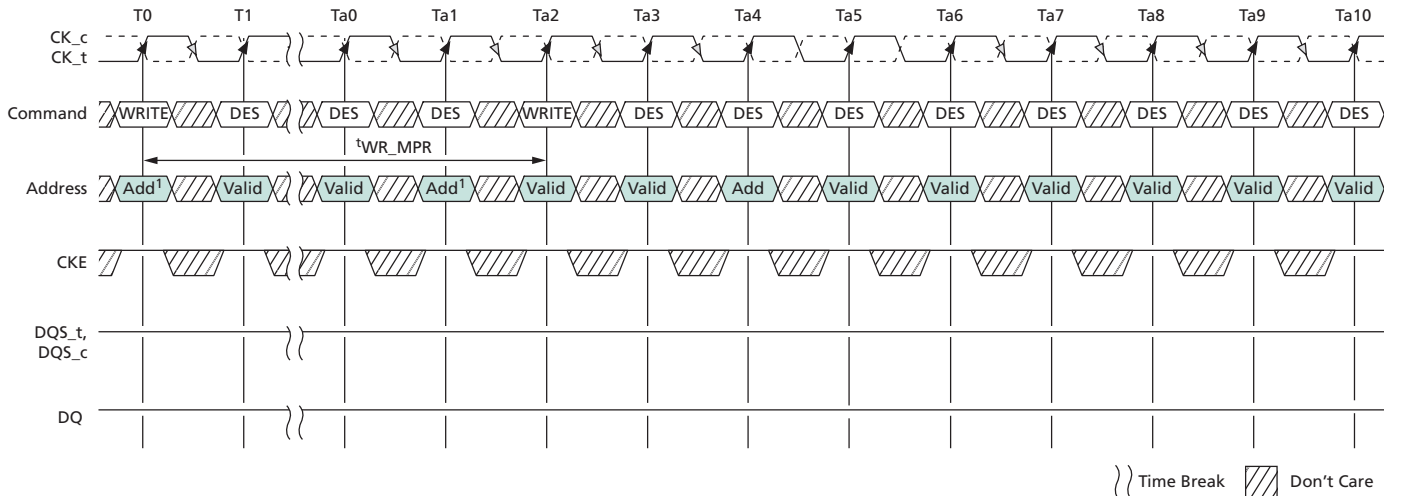 T0 T1 Ta0 Ta1 Ta2 Ta3 Ta4 Ta5 Ta6 Ta7 Ta8 Ta9 Ta10
CK_c
CK_t
Command WRITE DES DES DES WRITE DES DES DES DES DES DES DES DES
tWR_MPR
Address Add1 Valid Valid Add1 Valid Valid Add Valid Valid Valid Valid Valid Valid
CKE
DQS_t,
DQS_c
DQ
Time Break Don't Care